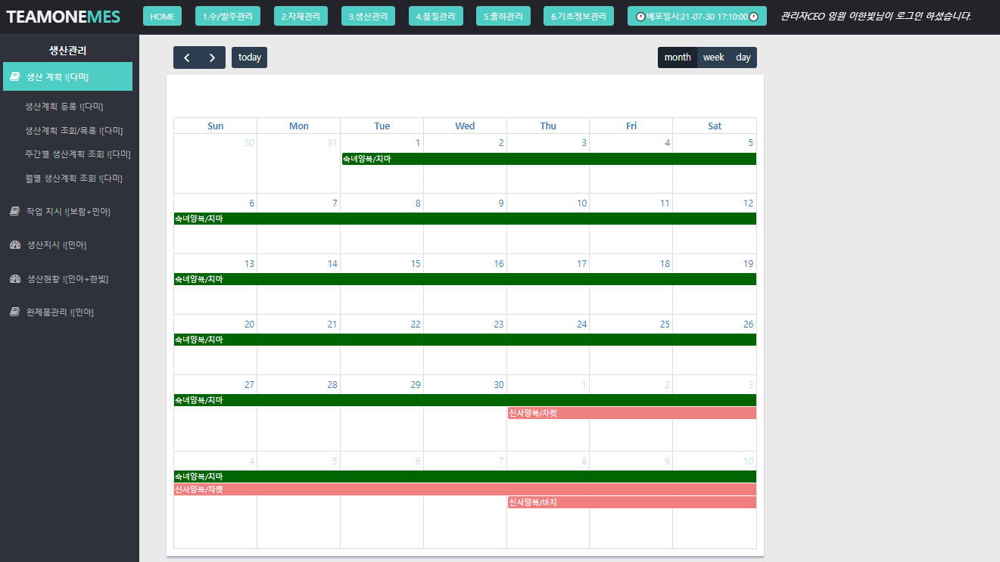 TEAMONEMES HOME 1.수/발주관리 2.자재관리 3.생산관리 4.품질관리 5.출하관리 6.기초정보관리 🕐배포일시:21-07-30 17:10:00🕐 관리자CEO 임원 이한빛님이 로그인 하셨습니다.
생산관리
생산 계획 ![다미]
생산계획 등록 ![다미]
생산계획 조회/목록 ![다미]
주간별 생산계획 조회 ![다미]
월별 생산계획 조회 ![다미]
작업 지시 ![보람+민아]
생산지시 ![민아]
생산현황 ![민아+한빛]
완제품관리 ![민아]
today month week day
Sun Mon Tue Wed Thu Fri Sat
30 31 1 2 3 4 5
숙녀양복/치마
6 7 8 9 10 11 12
숙녀양복/치마
13 14 15 16 17 18 19
숙녀양복/치마
20 21 22 23 24 25 26
숙녀양복/치마
27 28 29 30 1 2 3
숙녀양복/치마
신사양복/자켓
4 5 6 7 8 9 10
숙녀양복/치마
신사양복/자켓
신사양복/바지